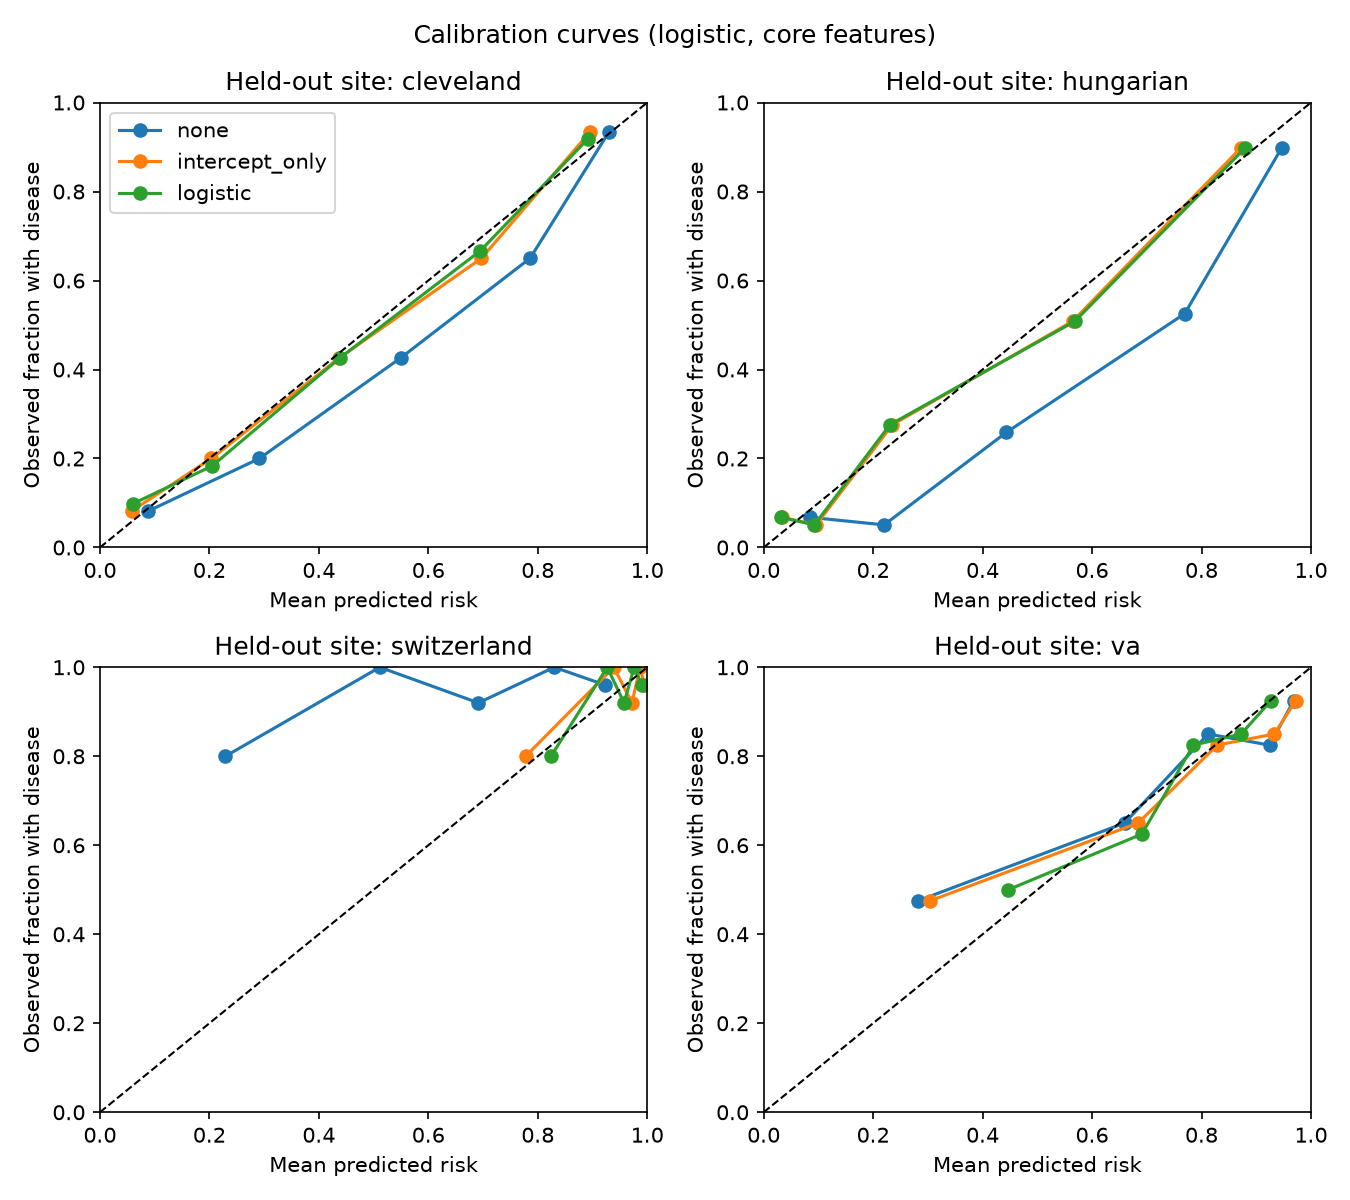 Calibration curves (logistic, core features)
Held-out site: cleveland
Observed fraction with disease
1.0
0.8
0.6
0.4
0.2
0.0
none
intercept_only
logistic
0.0 0.2 0.4 0.6 0.8 1.0
Mean predicted risk
Held-out site: hungarian
Observed fraction with disease
1.0
0.8
0.6
0.4
0.2
0.0
0.0 0.2 0.4 0.6 0.8 1.0
Mean predicted risk
Held-out site: switzerland
Observed fraction with disease
1.0
0.8
0.6
0.4
0.2
0.0
0.0 0.2 0.4 0.6 0.8 1.0
Mean predicted risk
Held-out site: va
Observed fraction with disease
1.0
0.8
0.6
0.4
0.2
0.0
0.0 0.2 0.4 0.6 0.8 1.0
Mean predicted risk